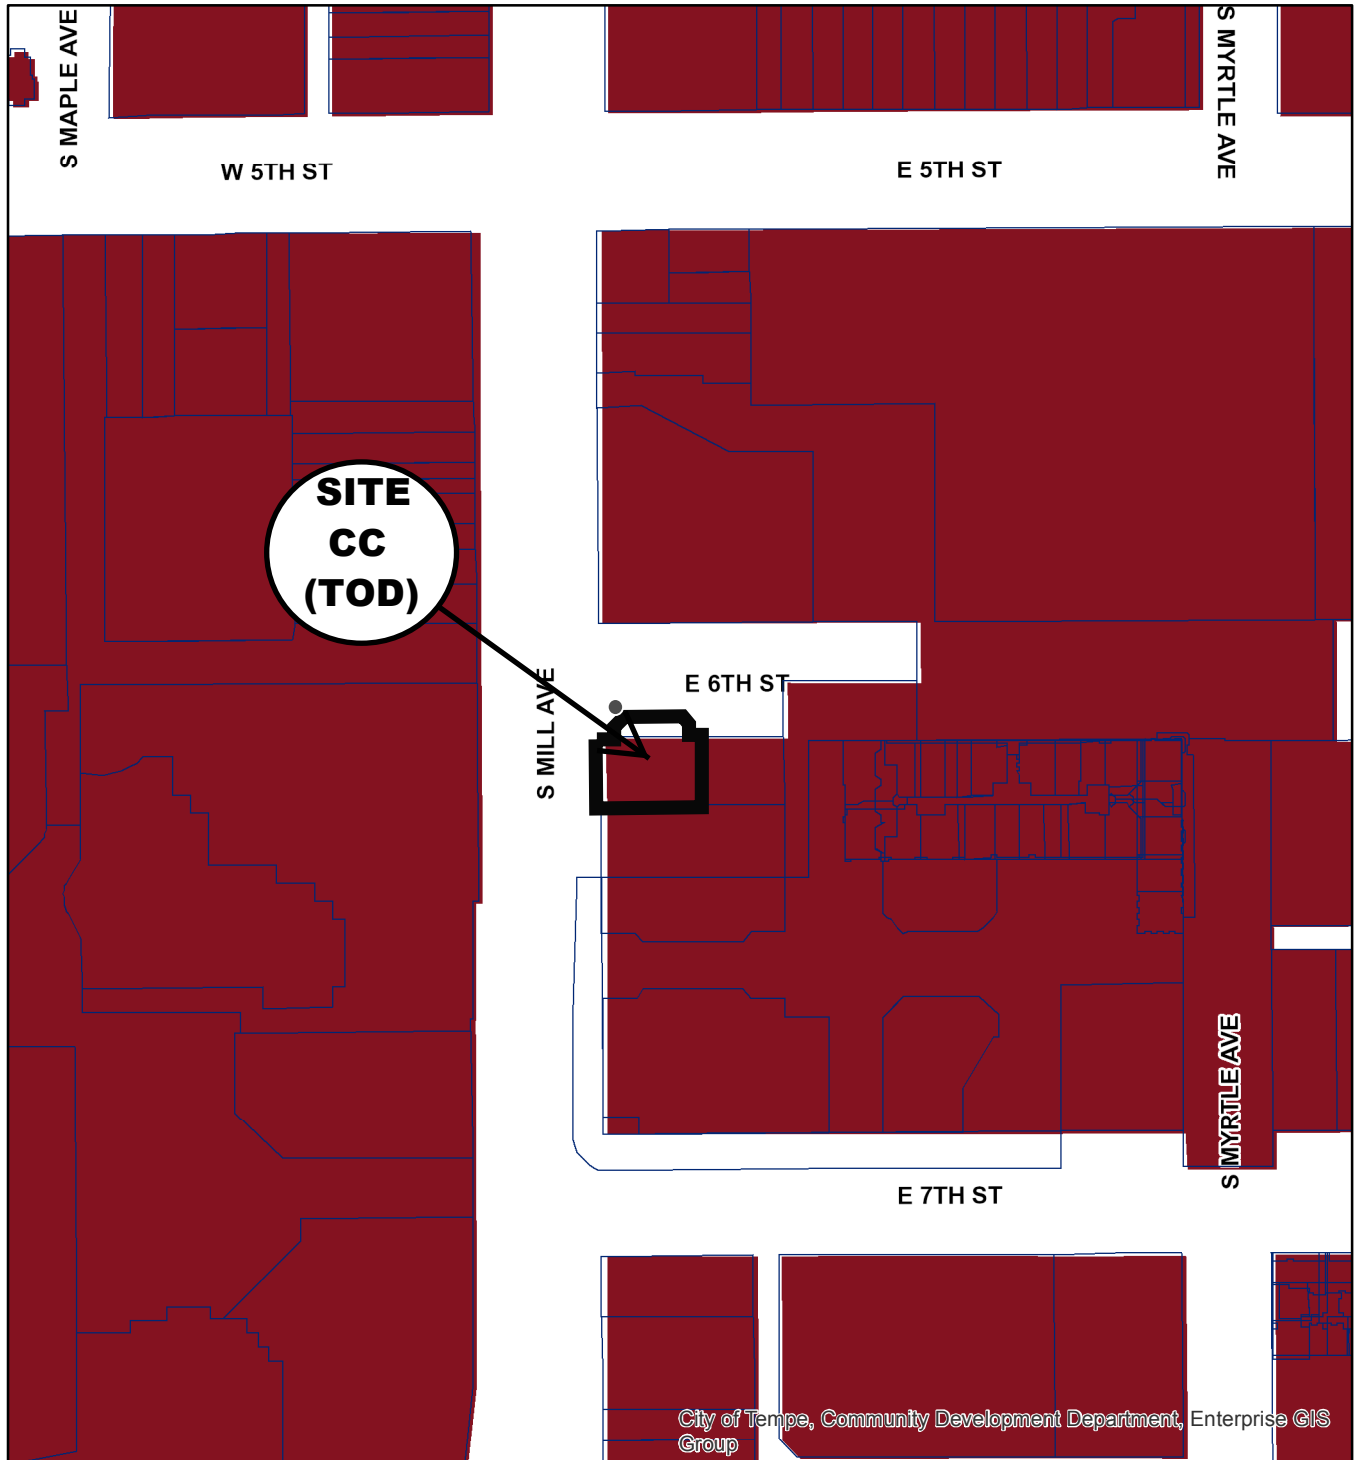 S MAPLE AVE
S MYRTLE AVE
W 5TH ST
E 5TH ST
SITE
CC
(TOD)
E 6TH ST
S MILL AVE
S MYRTLE AVE
E 7TH ST
City of Tempe, Community Development Department, Enterprise GIS
Group